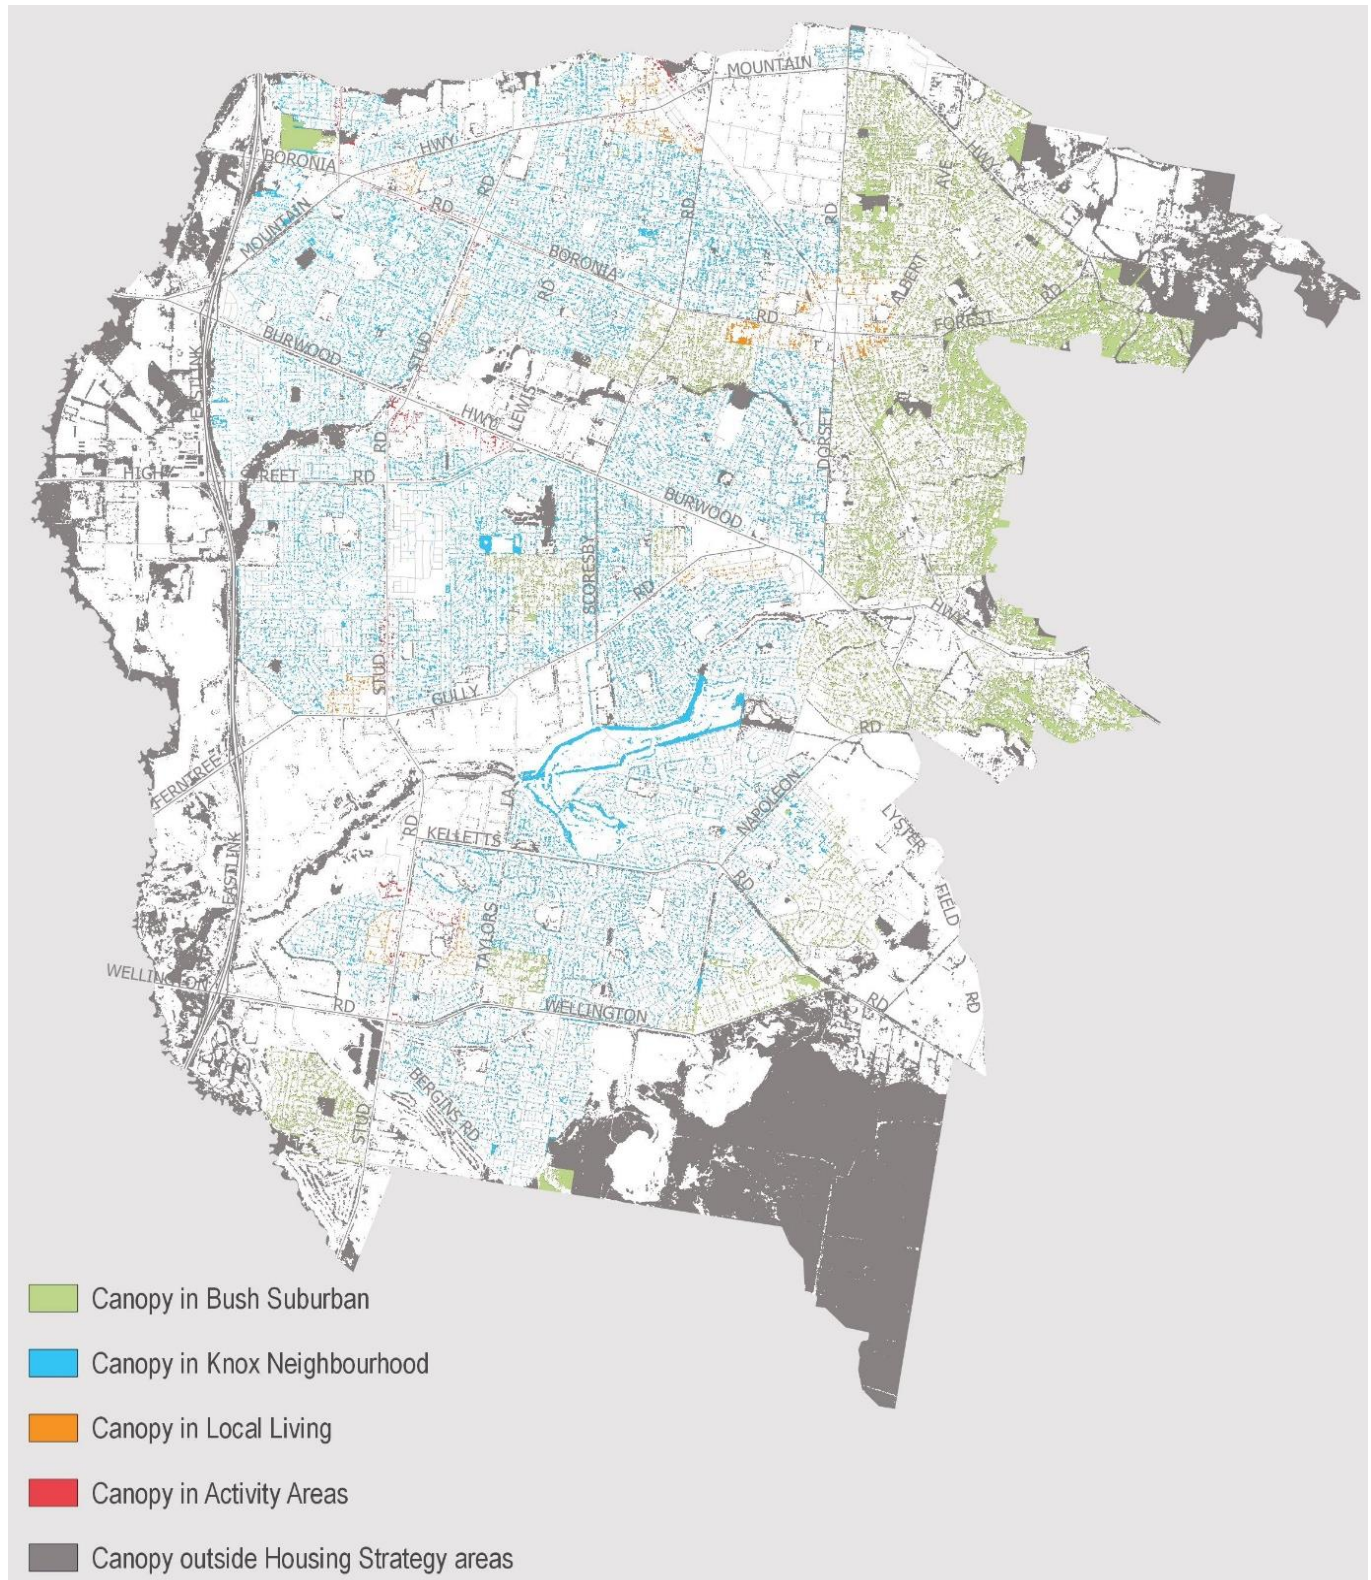 MOUNTAIN
HWY
BORONIA
HWY
RD
AVE
MOUNTAIN
RD
RD
RD
BORONIA
RD
ALBERT
RD
FOREST
RD
BURWOOD
STUD
EASTLINK
HWY
LEWIS
RD
DORSET
HIGH
STREET
RD
BURWOOD
SCORESBY
RD
HWY
STUD
GULLY
RD
FERNTREE
LA
NAPOLEON
LYSTER
RD
KELLETTS
EASTLINK
RD
FIELD
TAYLORS
WELLINGTON
RD
WELLINGTON
RD
RD
BERGINS RD
STUD
Canopy in Bush Suburban
Canopy in Knox Neighbourhood
Canopy in Local Living
Canopy in Activity Areas
Canopy outside Housing Strategy areas